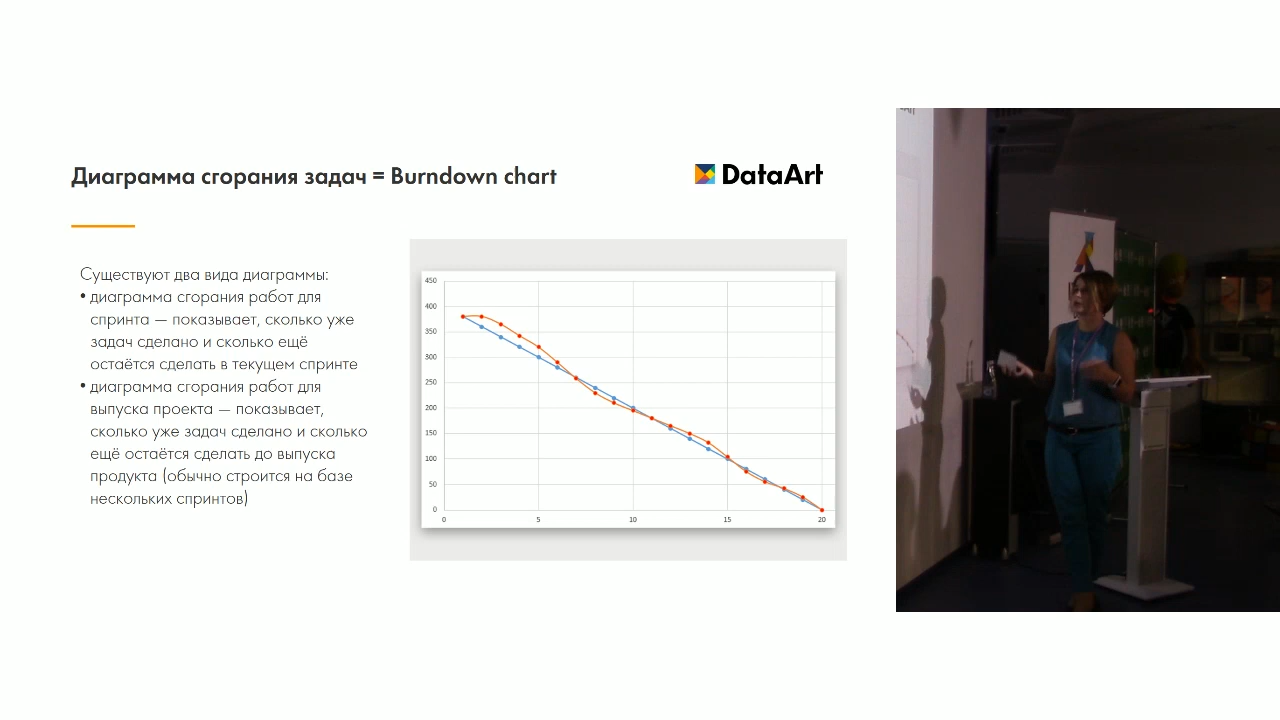 Диаграмма сгорания задач = Burndown chart
DataArt
Существуют два вида диаграммы:
• диаграмма сгорания работ для
спринта — показывает, сколько уже
задач сделано и сколько ещё
остаётся сделать в текущем спринте
• диаграмма сгорания работ для
выпуска проекта — показывает,
сколько уже задач сделано и сколько
ещё остаётся сделать до выпуска
продукта (обычно строится на базе
нескольких спринтов)
450
400
350
300
250
200
150
100
50
0
0 5 10 15 20